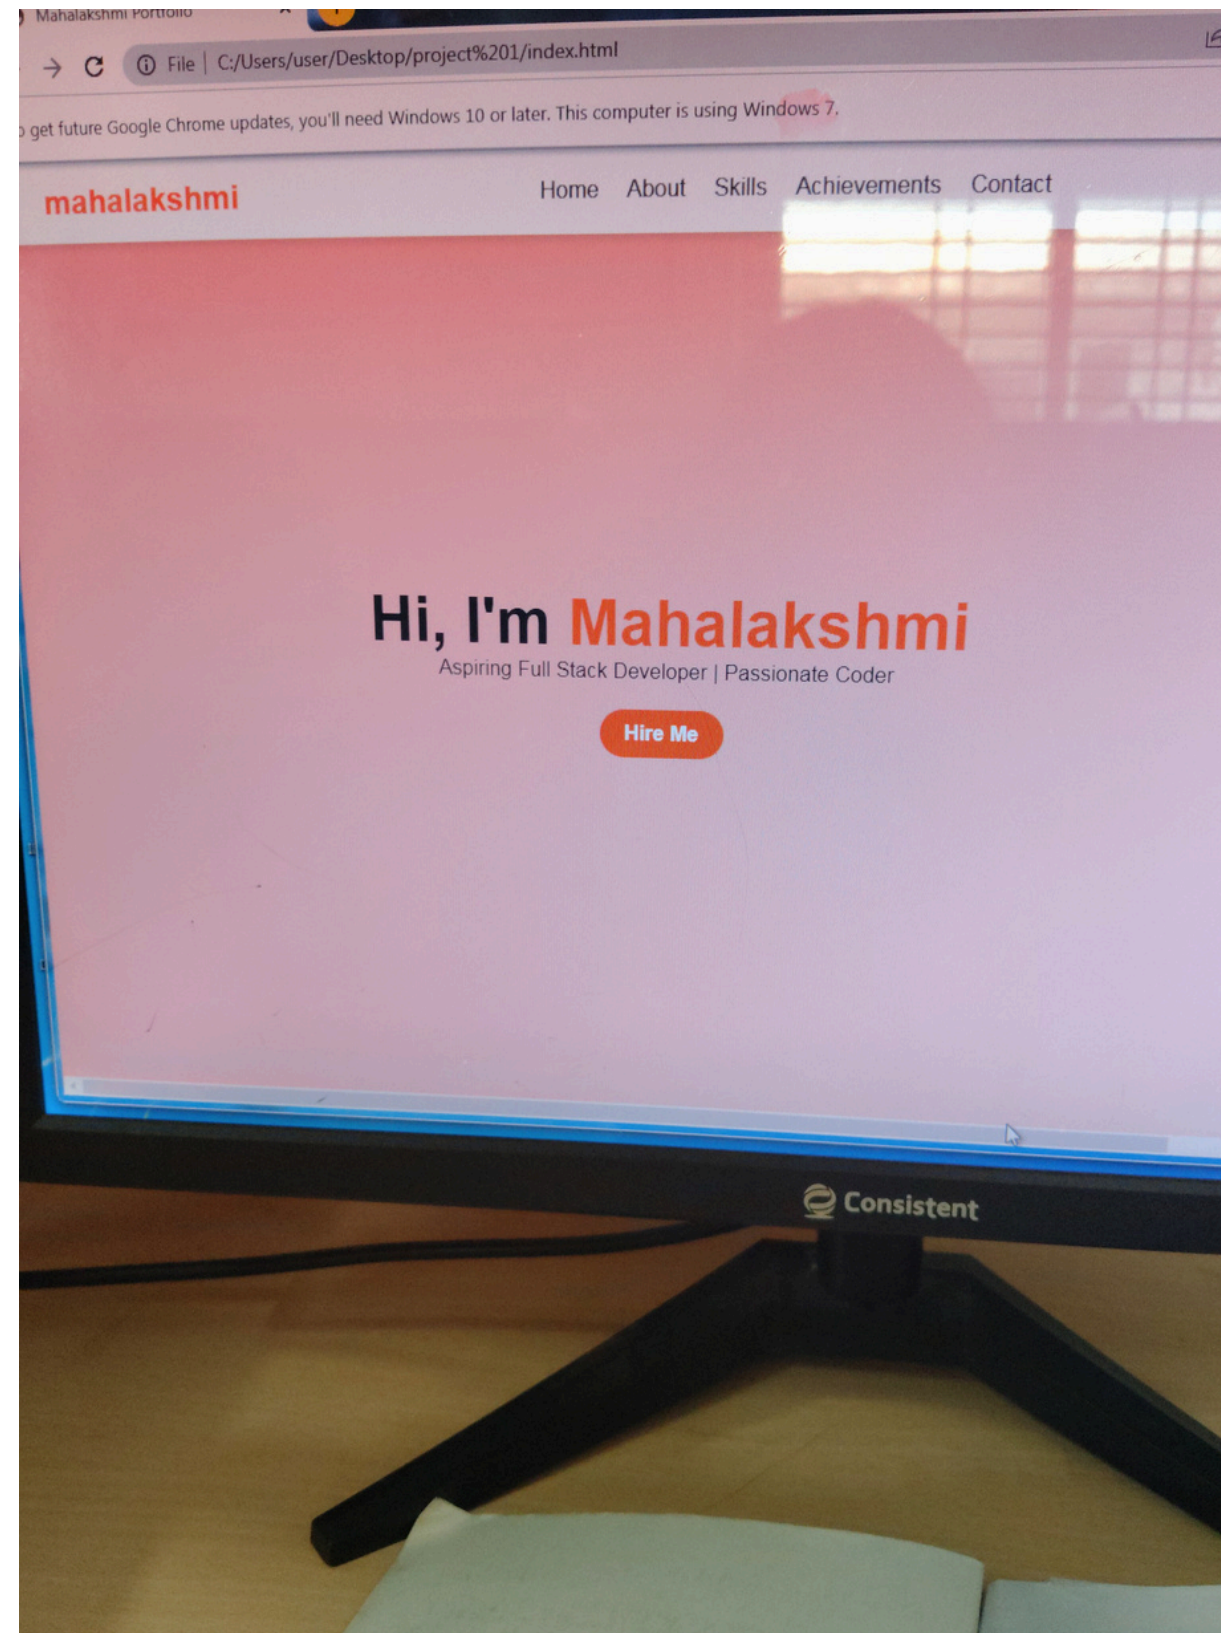 Mahalakshmi Portfolio
File | C:/Users/user/Desktop/project%201/index.html
get future Google Chrome updates, you'll need Windows 10 or later. This computer is using Windows 7.
mahalakshmi Home About Skills Achievements Contact
Hi, I'm Mahalakshmi
Aspiring Full Stack Developer | Passionate Coder
Hire Me
Consistent